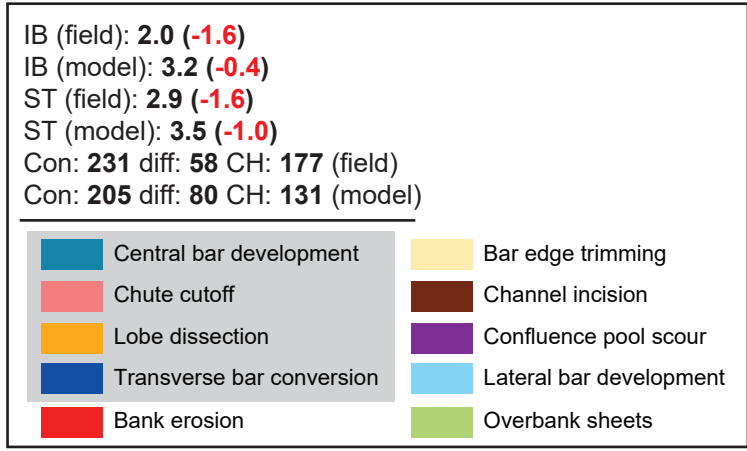 IB (field): 2.0 (-1.6)
IB (model): 3.2 (-0.4)
ST (field): 2.9 (-1.6)
ST (model): 3.5 (-1.0)
Con: 231 diff: 58 CH: 177 (field)
Con: 205 diff: 80 CH: 131 (model)
Central bar development
Chute cutoff
Lobe dissection
Transverse bar conversion
Bank erosion
Bar edge trimming
Channel incision
Confluence pool scour
Lateral bar development
Overbank sheets